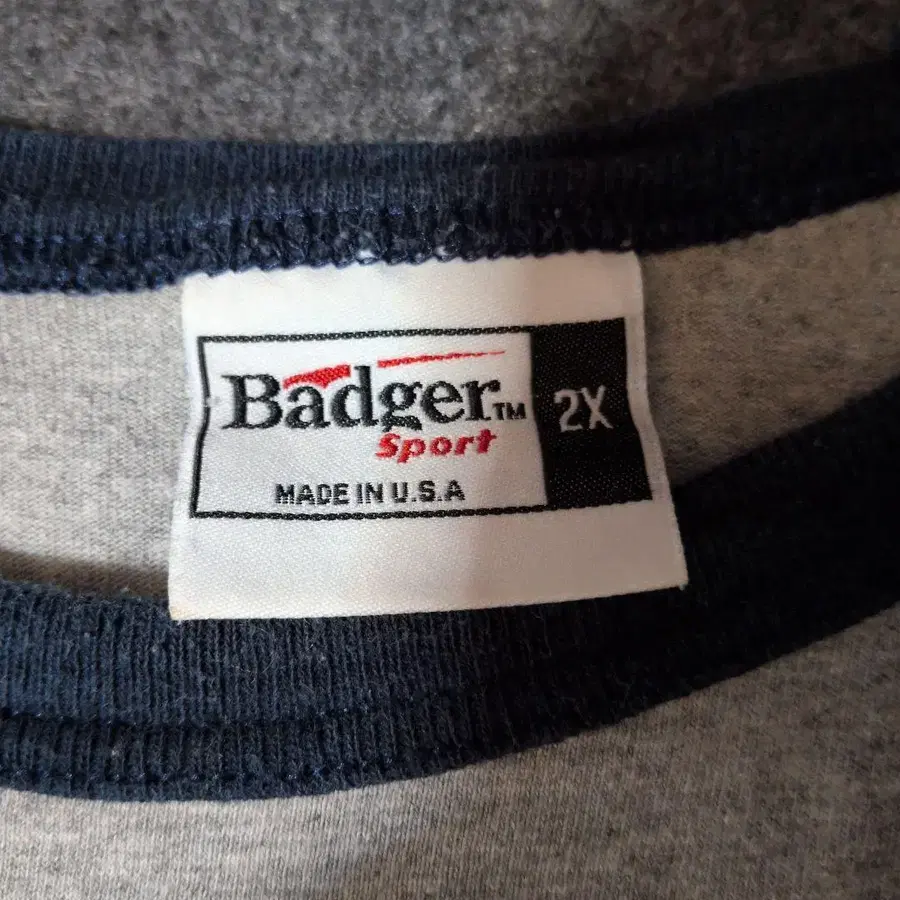 Badger™
Sport
MADE IN U.S.A
2X